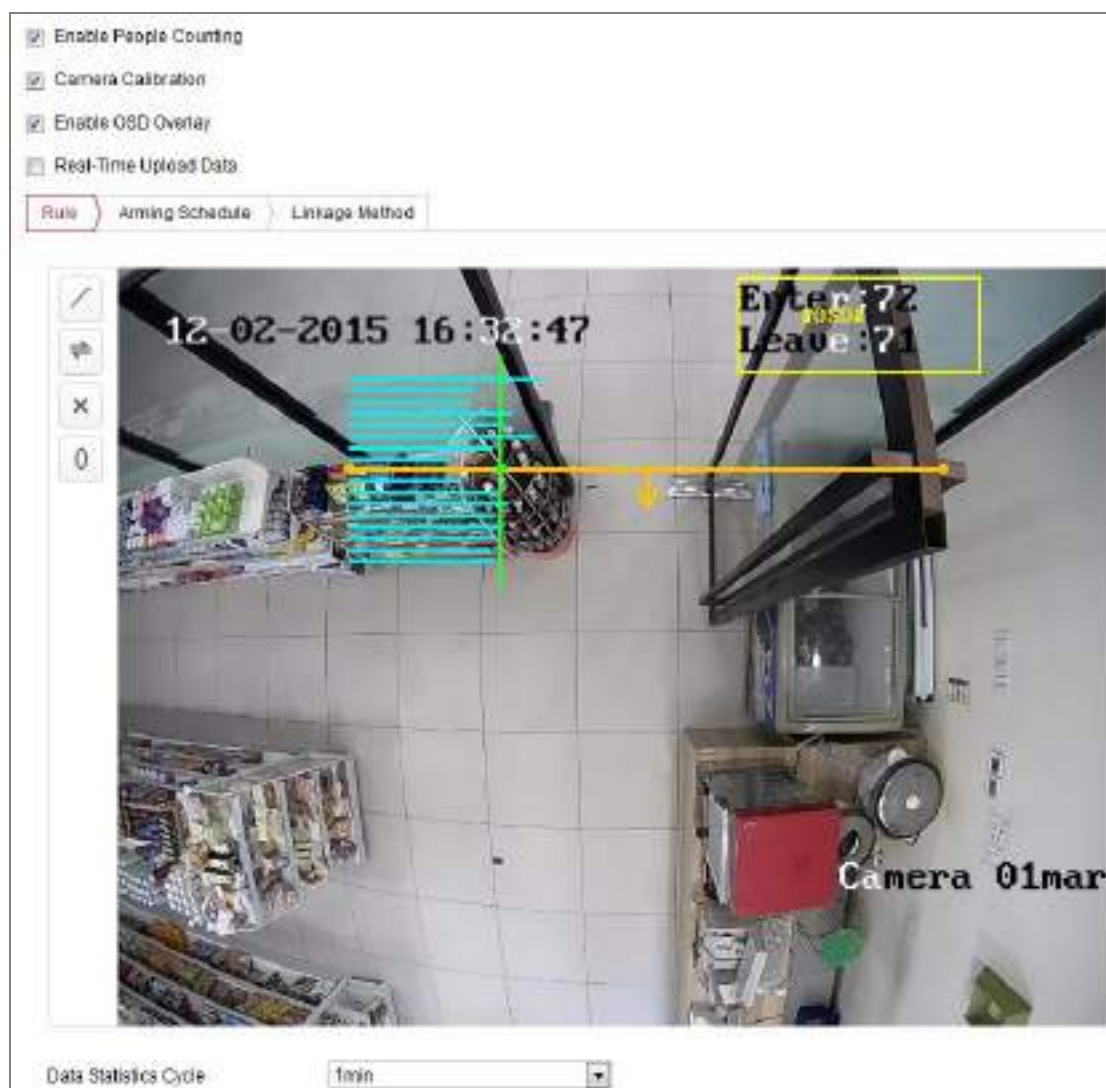 Enable People Counting
Camera Calibration
Enable OSD Overlay
Real-Time Upload Data
Rule Arming Schedule Linkage Method
12-02-2015 16:32:47
Enter:72
Leave:71
Camera 01mar
Data Statistics Cycle 1min